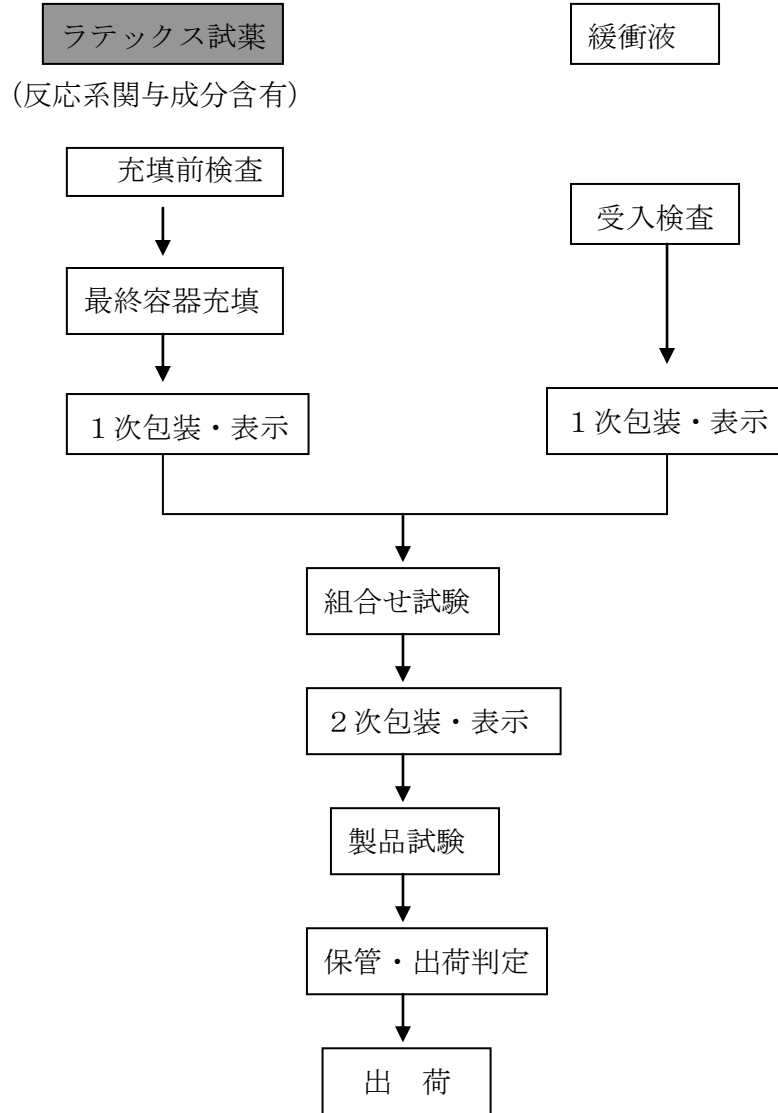 ラテックス試薬
緩衝液
(反応系関与成分含有)
充填前検査
受入検査
最終容器充填
１次包装・表示
１次包装・表示
組合せ試験
２次包装・表示
製品試験
保管・出荷判定
出　荷